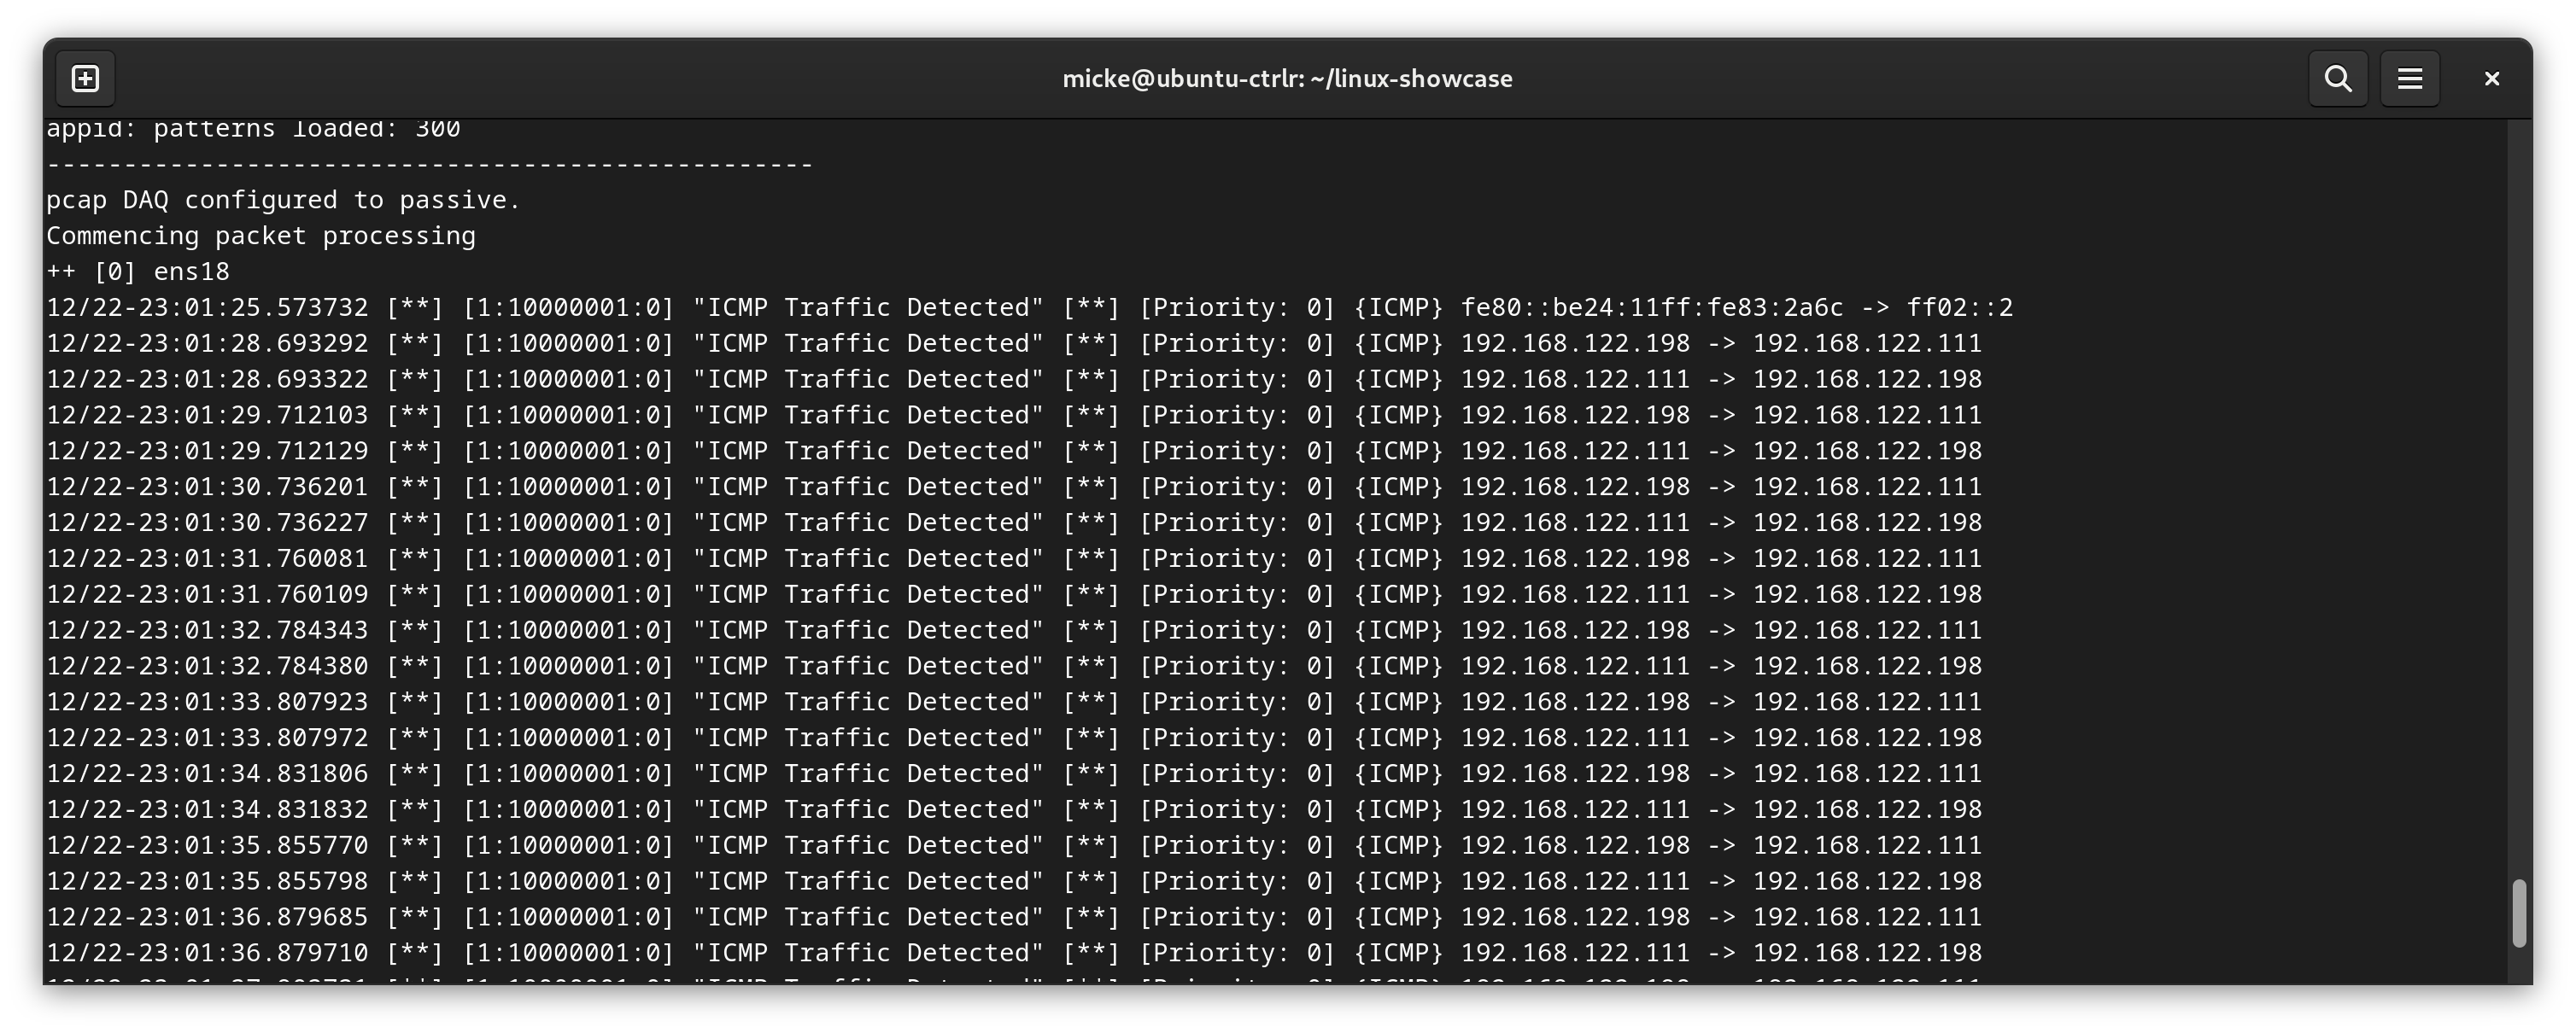 micke@ubuntu-ctrlr: ~/linux-showcase
appid: patterns loaded: 300
--------------------------------------------------
pcap DAQ configured to passive.
Commencing packet processing
++ [0] ens18
12/22-23:01:25.573732 [**] [1:10000001:0] "ICMP Traffic Detected" [**] [Priority: 0] {ICMP} fe80::be24:11ff:fe83:2a6c -> ff02::2
12/22-23:01:28.693292 [**] [1:10000001:0] "ICMP Traffic Detected" [**] [Priority: 0] {ICMP} 192.168.122.198 -> 192.168.122.111
12/22-23:01:28.693322 [**] [1:10000001:0] "ICMP Traffic Detected" [**] [Priority: 0] {ICMP} 192.168.122.111 -> 192.168.122.198
12/22-23:01:29.712103 [**] [1:10000001:0] "ICMP Traffic Detected" [**] [Priority: 0] {ICMP} 192.168.122.198 -> 192.168.122.111
12/22-23:01:29.712129 [**] [1:10000001:0] "ICMP Traffic Detected" [**] [Priority: 0] {ICMP} 192.168.122.111 -> 192.168.122.198
12/22-23:01:30.736201 [**] [1:10000001:0] "ICMP Traffic Detected" [**] [Priority: 0] {ICMP} 192.168.122.198 -> 192.168.122.111
12/22-23:01:30.736227 [**] [1:10000001:0] "ICMP Traffic Detected" [**] [Priority: 0] {ICMP} 192.168.122.111 -> 192.168.122.198
12/22-23:01:31.760081 [**] [1:10000001:0] "ICMP Traffic Detected" [**] [Priority: 0] {ICMP} 192.168.122.198 -> 192.168.122.111
12/22-23:01:31.760109 [**] [1:10000001:0] "ICMP Traffic Detected" [**] [Priority: 0] {ICMP} 192.168.122.111 -> 192.168.122.198
12/22-23:01:32.784343 [**] [1:10000001:0] "ICMP Traffic Detected" [**] [Priority: 0] {ICMP} 192.168.122.198 -> 192.168.122.111
12/22-23:01:32.784380 [**] [1:10000001:0] "ICMP Traffic Detected" [**] [Priority: 0] {ICMP} 192.168.122.111 -> 192.168.122.198
12/22-23:01:33.807923 [**] [1:10000001:0] "ICMP Traffic Detected" [**] [Priority: 0] {ICMP} 192.168.122.198 -> 192.168.122.111
12/22-23:01:33.807972 [**] [1:10000001:0] "ICMP Traffic Detected" [**] [Priority: 0] {ICMP} 192.168.122.111 -> 192.168.122.198
12/22-23:01:34.831806 [**] [1:10000001:0] "ICMP Traffic Detected" [**] [Priority: 0] {ICMP} 192.168.122.198 -> 192.168.122.111
12/22-23:01:34.831832 [**] [1:10000001:0] "ICMP Traffic Detected" [**] [Priority: 0] {ICMP} 192.168.122.111 -> 192.168.122.198
12/22-23:01:35.855770 [**] [1:10000001:0] "ICMP Traffic Detected" [**] [Priority: 0] {ICMP} 192.168.122.198 -> 192.168.122.111
12/22-23:01:35.855798 [**] [1:10000001:0] "ICMP Traffic Detected" [**] [Priority: 0] {ICMP} 192.168.122.111 -> 192.168.122.198
12/22-23:01:36.879685 [**] [1:10000001:0] "ICMP Traffic Detected" [**] [Priority: 0] {ICMP} 192.168.122.198 -> 192.168.122.111
12/22-23:01:36.879710 [**] [1:10000001:0] "ICMP Traffic Detected" [**] [Priority: 0] {ICMP} 192.168.122.111 -> 192.168.122.198